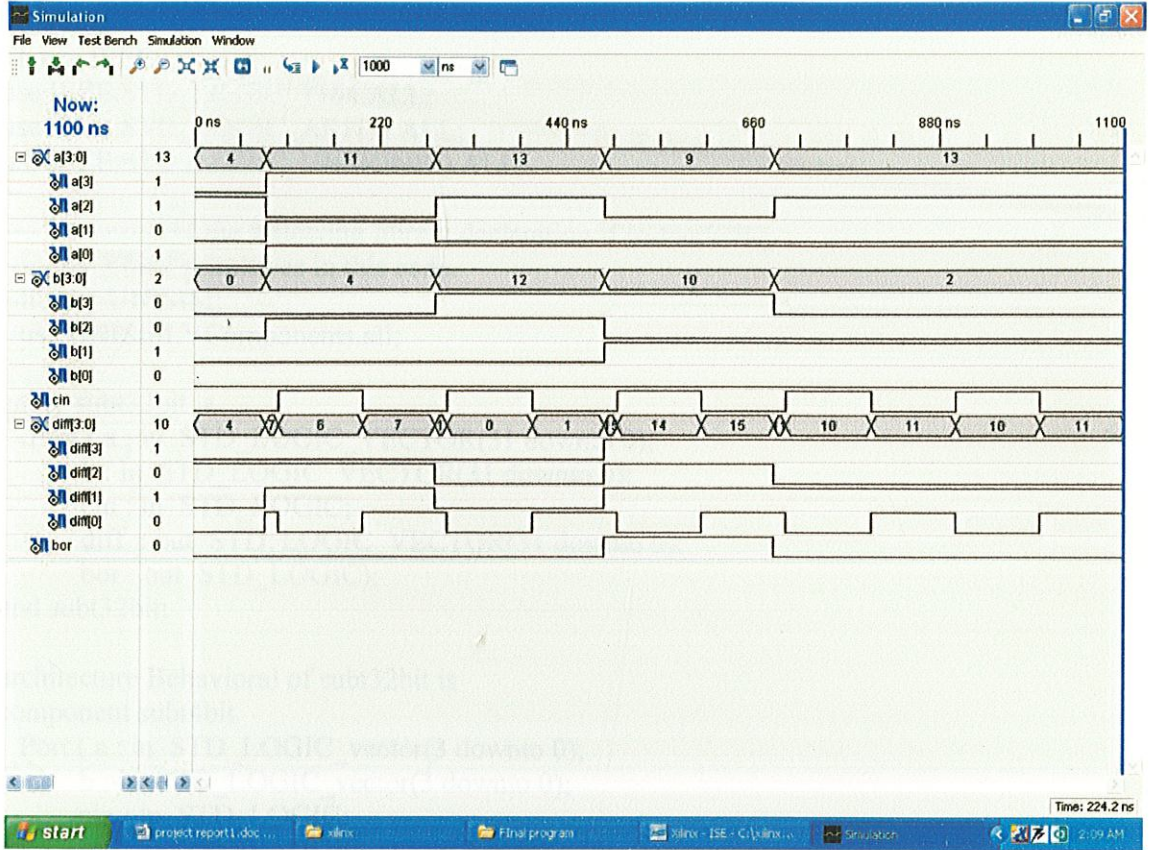 Simulation
File View Test Bench Simulation Window
1000 ns
Now:
1100 ns
0 ns 220 440 ns 660 880 ns 1100
a[3:0] 13 4 11 13 9 13
a[3] 1
a[2] 1
a[1] 0
a[0] 1
b[3:0] 2 0 4 12 10 2
b[3] 0
b[2] 0
b[1] 1
b[0] 0
cin 1
diff[3:0] 10 4 7 6 7 0 1 14 15 10 11 10 11
diff[3] 1
diff[2] 0
diff[1] 1
diff[0] 0
bor 0
Time: 224.2 ns
start project report1.doc ... xilinx FInal program Xilinx - ISE - C:\xilinx... Simulation 2:09 AM